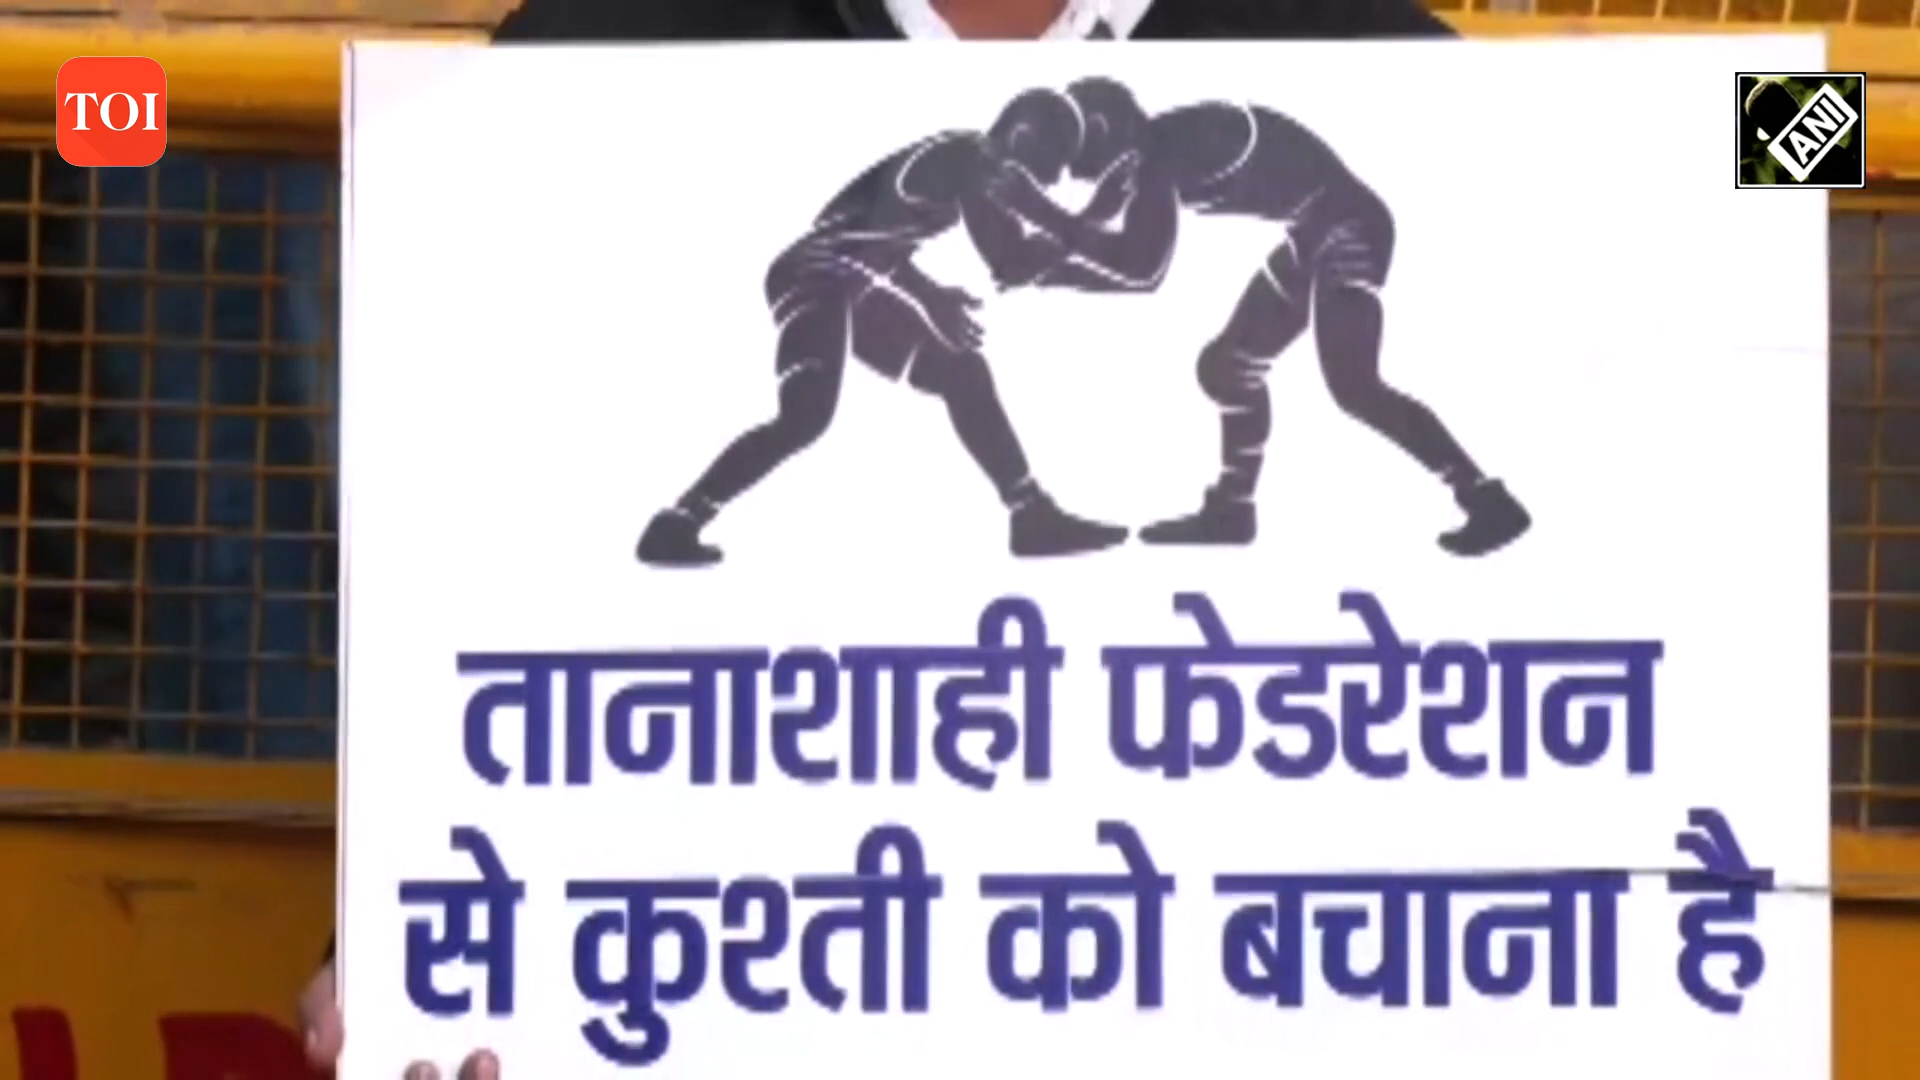 TOI
ANI
तानाशाही फेडरेशन
से कुश्ती को बचाना है